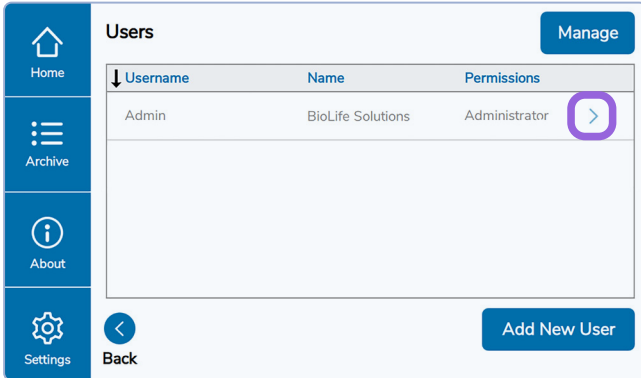 Home
Archive
About
Settings
Users
Manage
Username Name Permissions
Admin BioLife Solutions Administrator
Back
Add New User